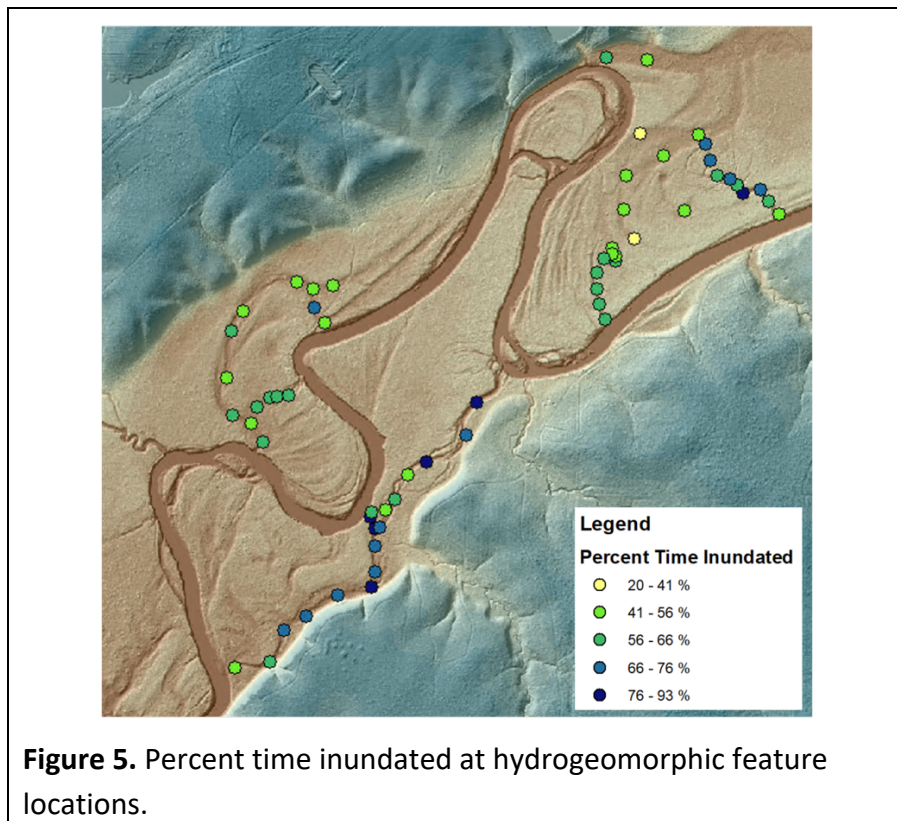 Legend
Percent Time Inundated
20 - 41 %
41 - 56 %
56 - 66 %
66 - 76 %
76 - 93 %
Figure 5. Percent time inundated at hydrogeomorphic feature
locations.